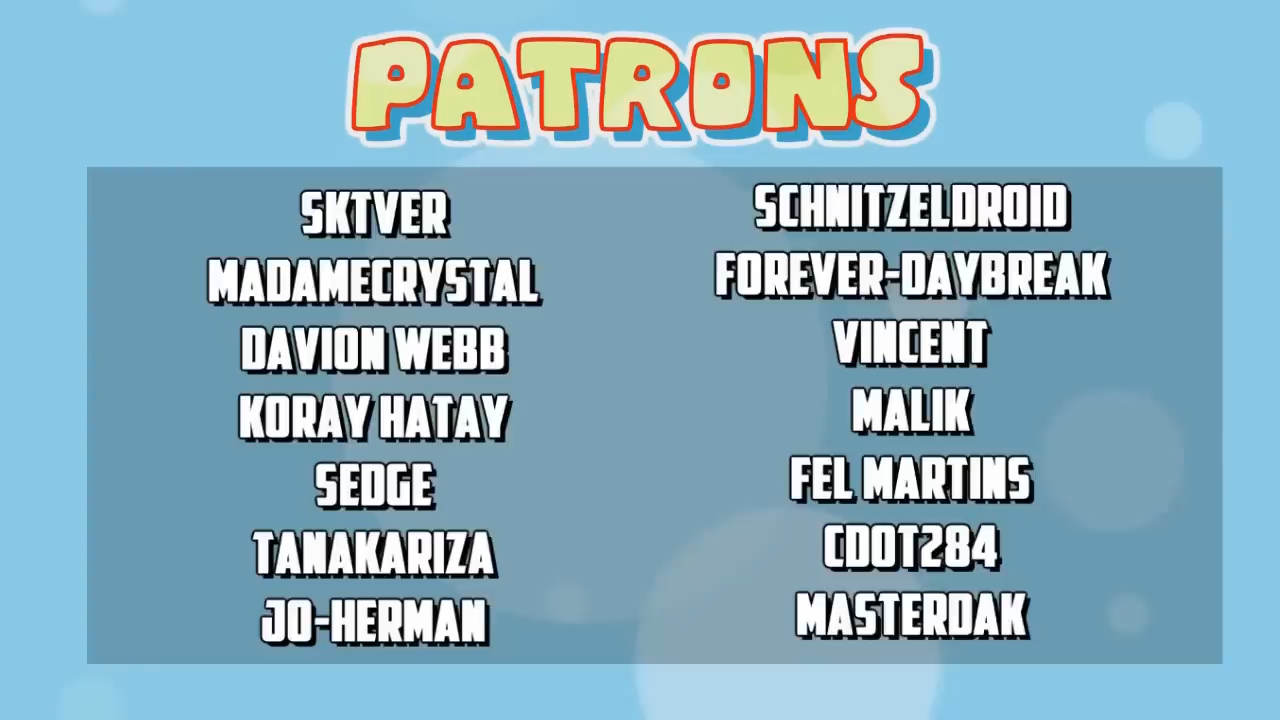 PATRONS
SKTVER
MADAMECRYSTAL
DAVION WEBB
KORAY HATAY
SEDGE
TANAKARIZA
JO-HERMAN
SCHNITZELDROID
FOREVER-DAYBREAK
VINCENT
MALIK
FEL MARTINS
CDOT284
MASTERDAK